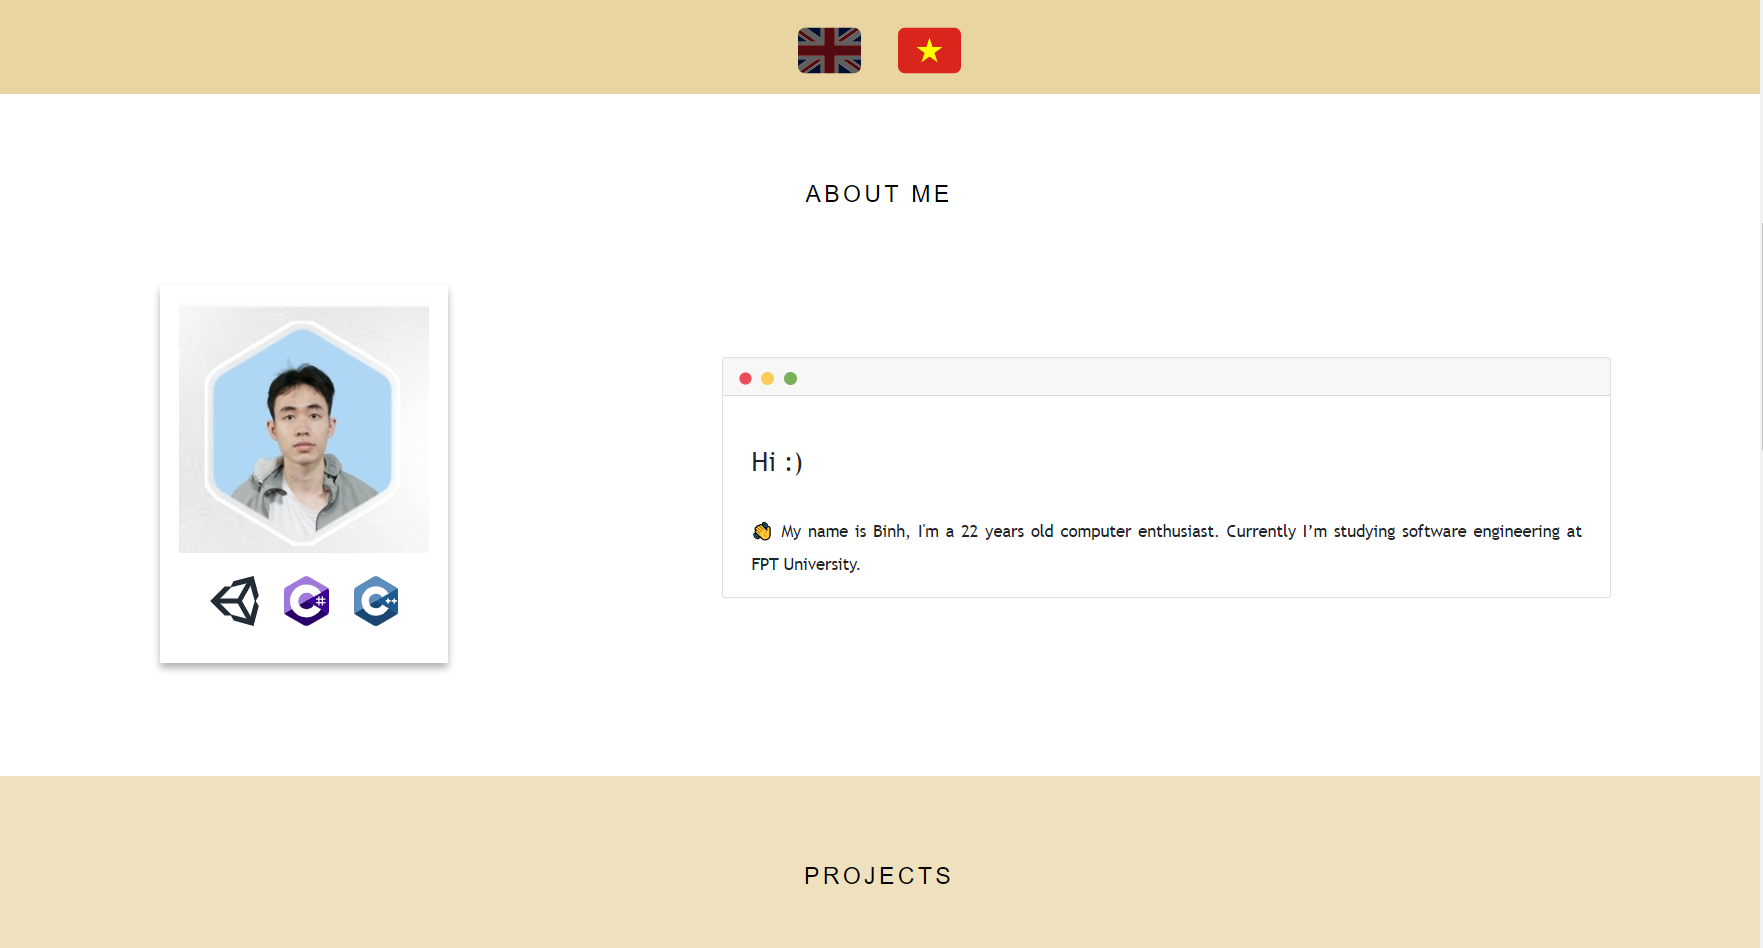 ABOUT ME
C#
C++
Hi :)
👋 My name is Binh, I'm a 22 years old computer enthusiast. Currently I’m studying software engineering at
FPT University.
PROJECTS